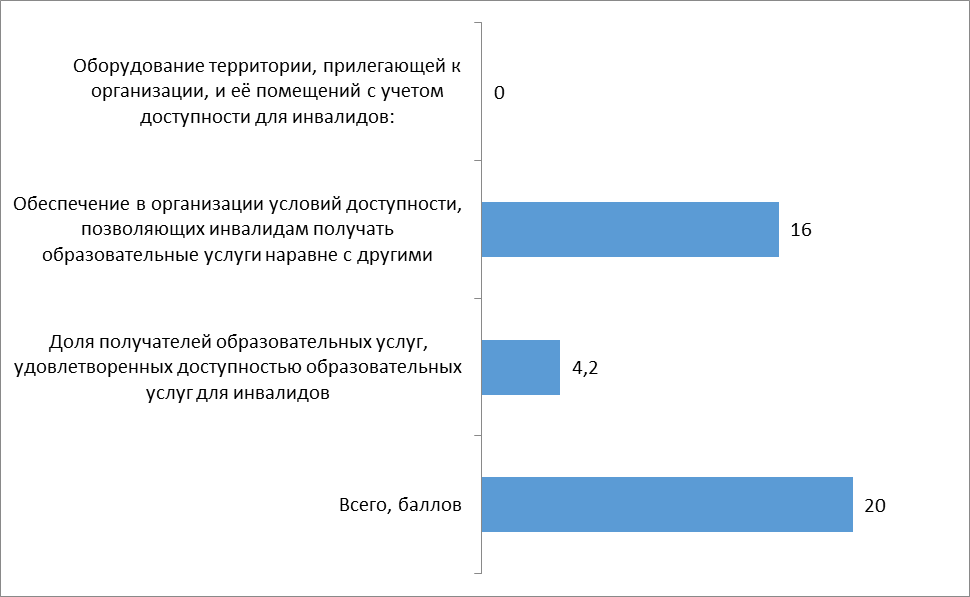 Оборудование территории, прилегающей к
организации, и её помещений с учетом
доступности для инвалидов:
0
Обеспечение в организации условий доступности,
позволяющих инвалидам получать
образовательные услуги наравне с другими
16
Доля получателей образовательных услуг,
удовлетворенных доступностью образовательных
услуг для инвалидов
4,2
Всего, баллов
20